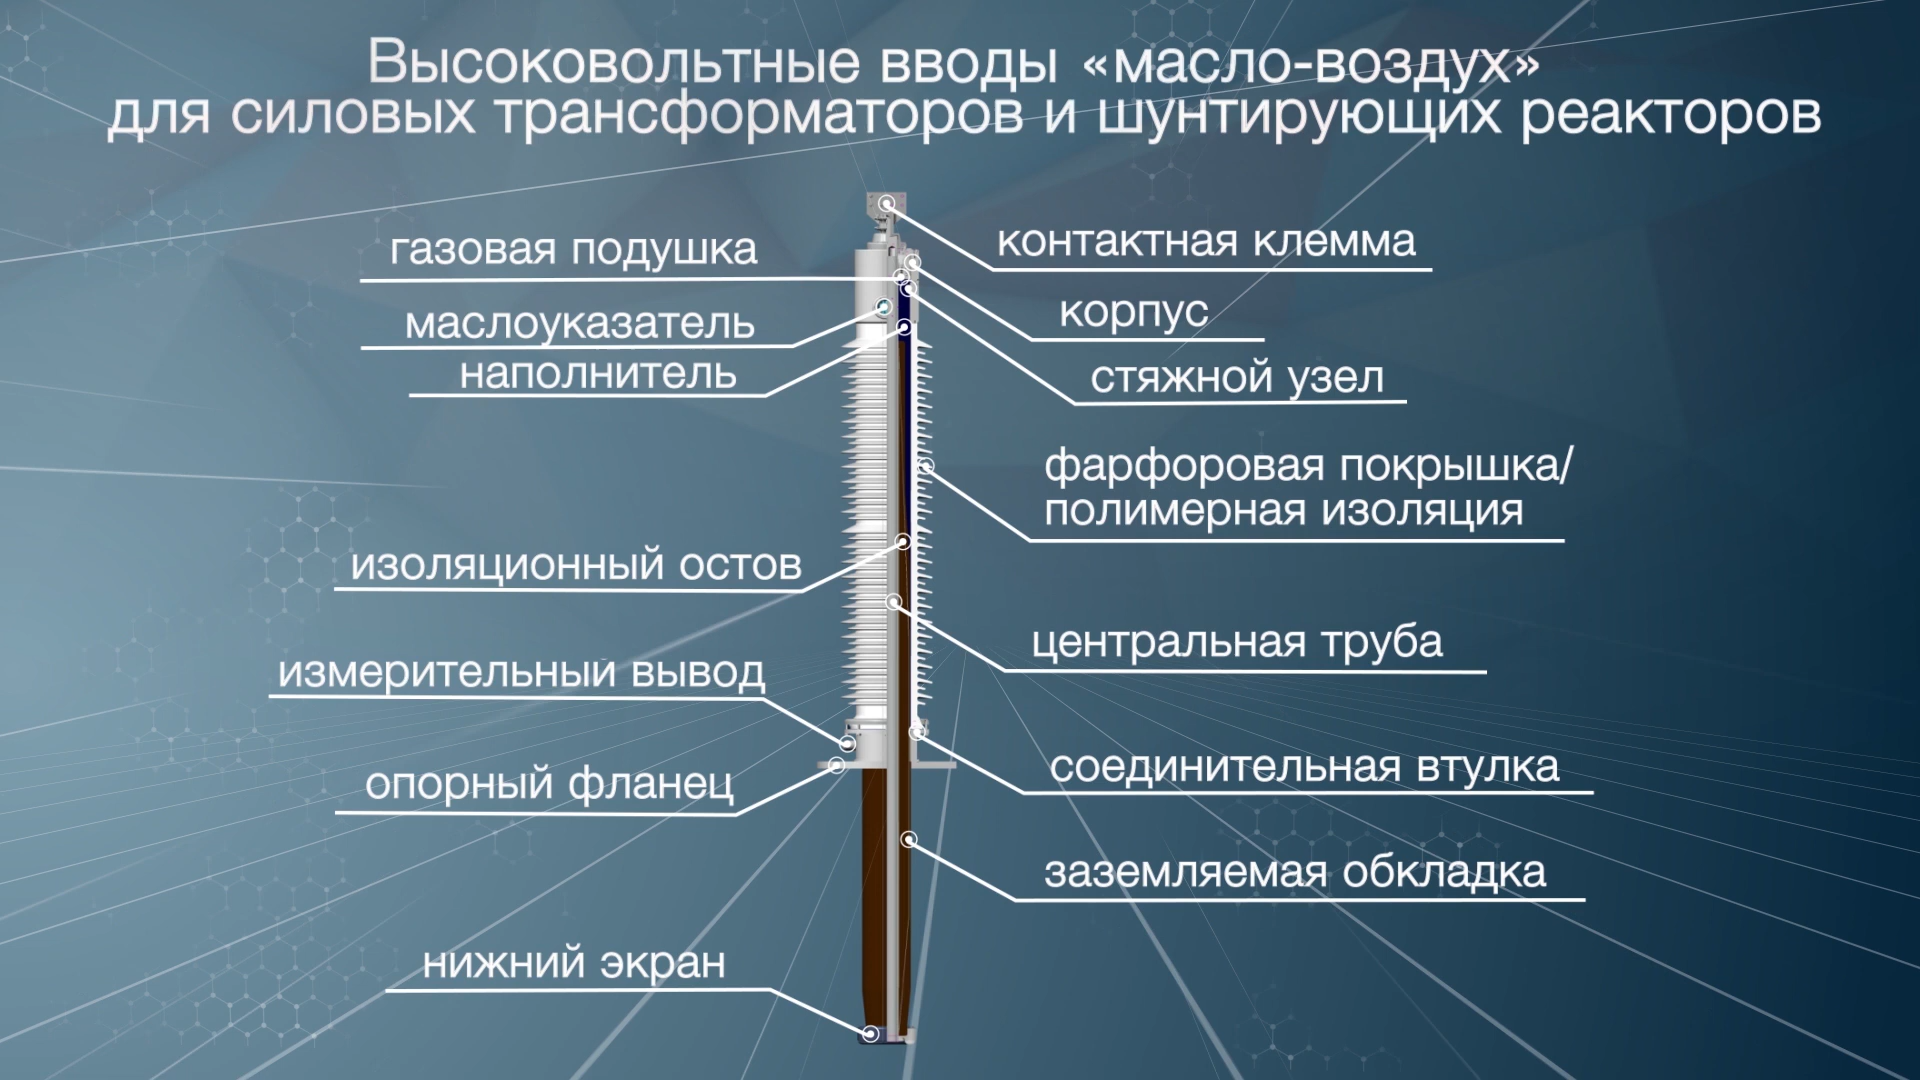 Высоковольтные вводы «масло-воздух»
для силовых трансформаторов и шунтирующих реакторов
газовая подушка
маслоуказатель
наполнитель
изоляционный остов
измерительный вывод
опорный фланец
нижний экран
контактная клемма
корпус
стяжной узел
фарфоровая покрышка/
полимерная изоляция
центральная труба
соединительная втулка
заземляемая обкладка